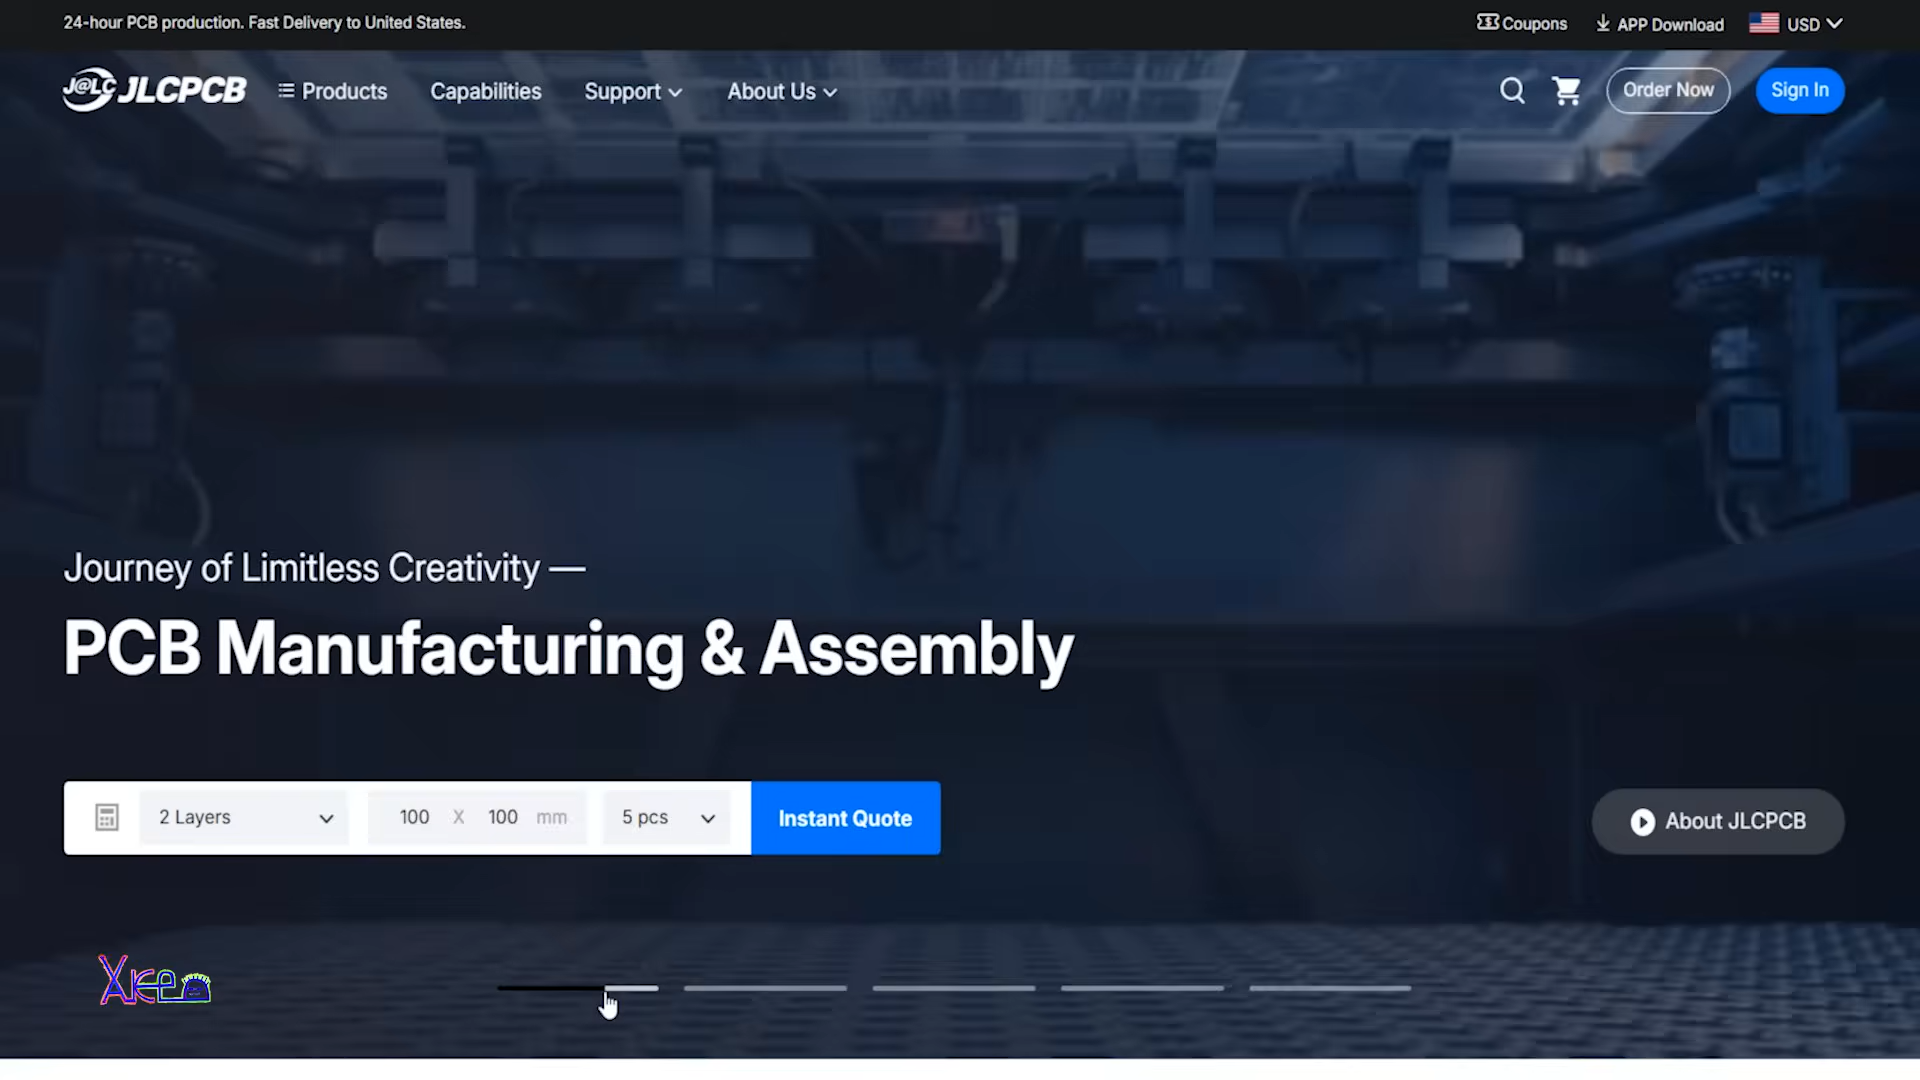 24-hour PCB production. Fast Delivery to United States.
Coupons
APP Download
USD
J@LC JLCPCB
Products
Capabilities
Support
About Us
Order Now
Sign In
Journey of Limitless Creativity —
PCB Manufacturing & Assembly
2 Layers
100 X 100 mm
5 pcs
Instant Quote
About JLCPCB